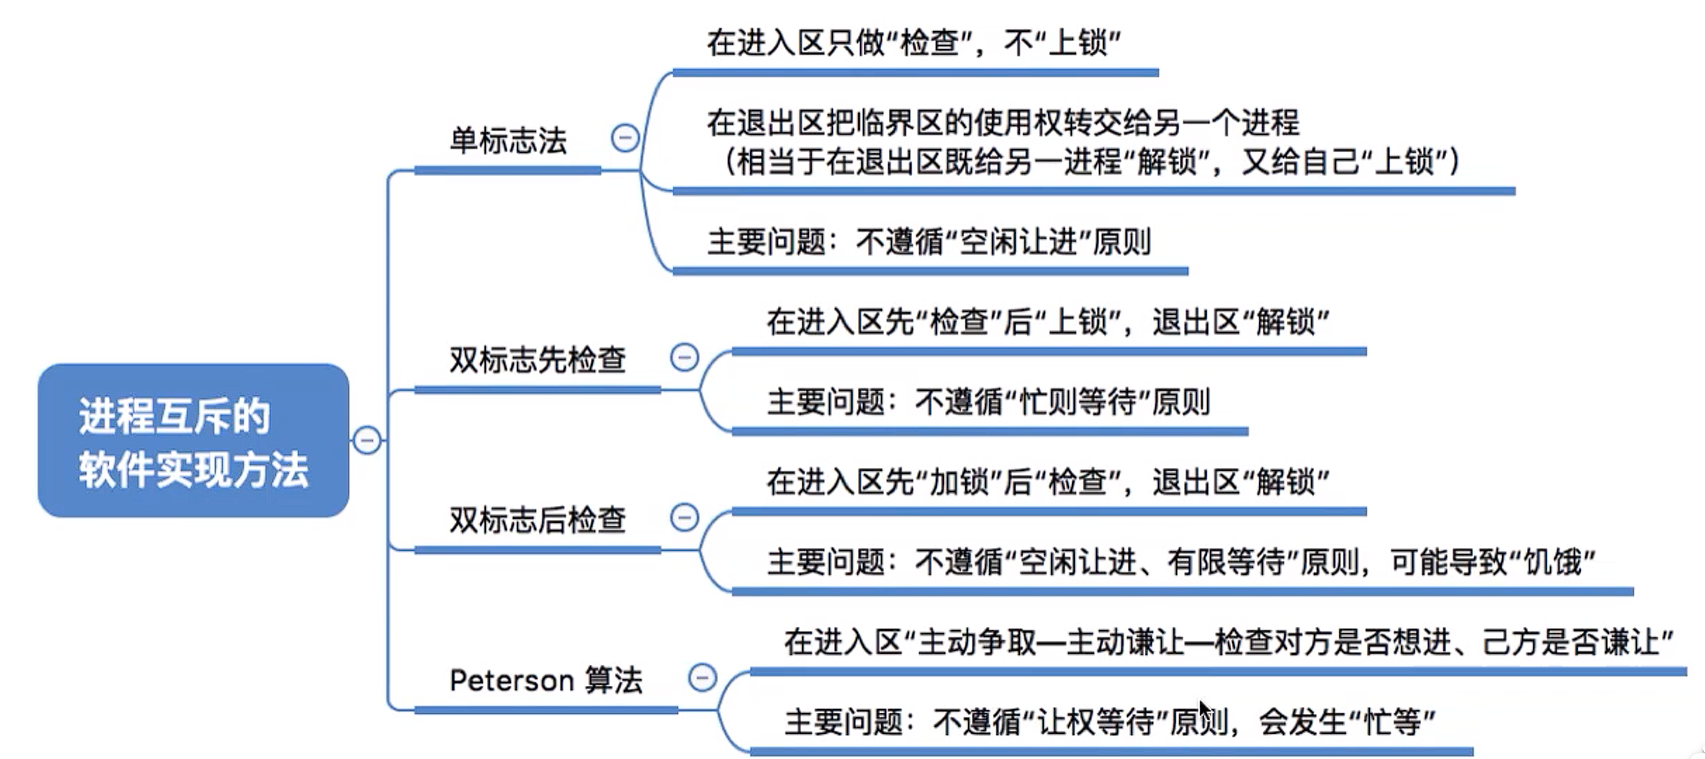 进程互斥的
软件实现方法
单标志法
在进入区只做“检查”，不“上锁”
在退出区把临界区的使用权转交给另一个进程
（相当于在退出区既给另一进程“解锁”，又给自己“上锁”）
主要问题：不遵循“空闲让进”原则
双标志先检查
在进入区先“检查”后“上锁”，退出区“解锁”
主要问题：不遵循“忙则等待”原则
双标志后检查
在进入区先“加锁”后“检查”，退出区“解锁”
主要问题：不遵循“空闲让进、有限等待”原则，可能导致“饥饿”
Peterson 算法
在进入区“主动争取—主动谦让—检查对方是否想进、己方是否谦让”
主要问题：不遵循“让权等待”原则，会发生“忙等”